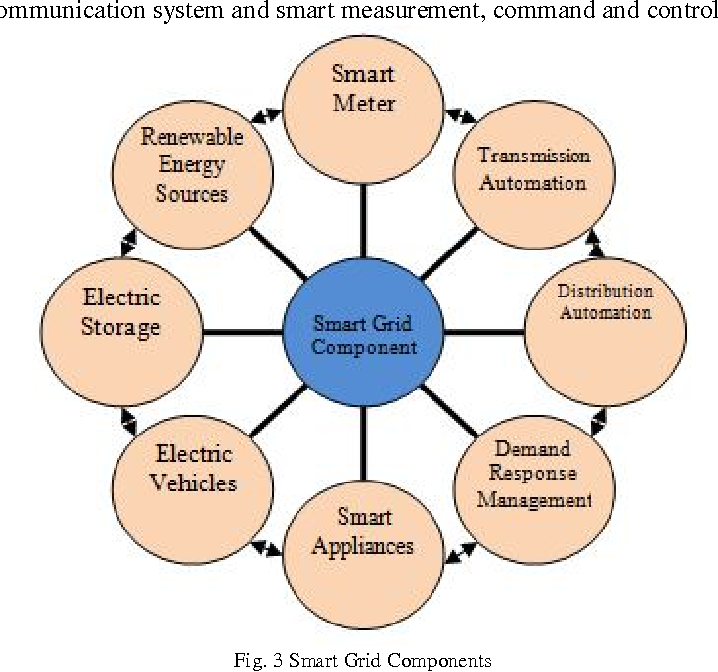 ommunication system and smart measurement, command and control
Smart
Meter
Transmission
Automation
Distribution
Automation
Demand
Response
Management
Smart
Appliances
Electric
Vehicles
Electric
Storage
Renewable
Energy
Sources
Smart Grid
Component
Fig. 3 Smart Grid Components